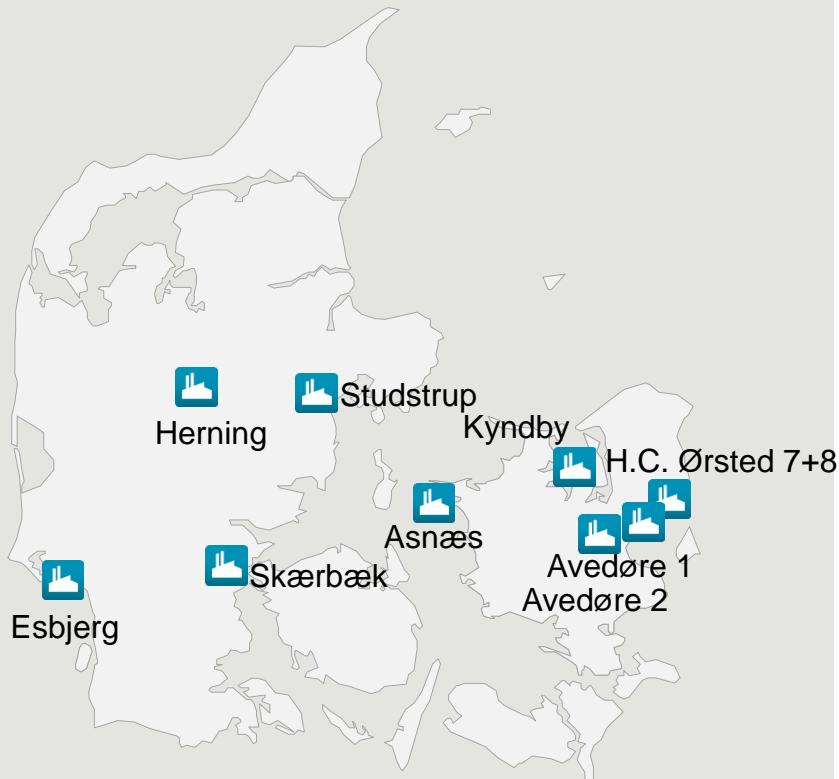 Studstrup
Herning
Kyndby
H.C. Ørsted 7+8
Asnæs
Avedøre 1
Avedøre 2
Skærbæk
Esbjerg